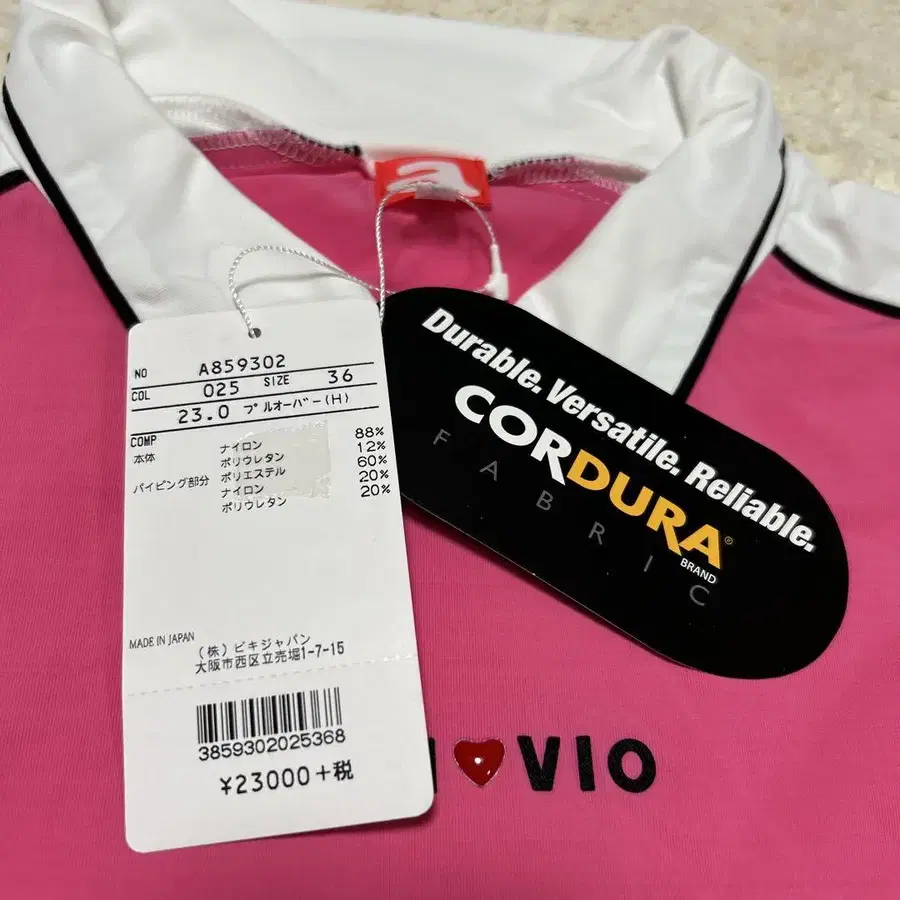 a
NO A859302
COL 025 SIZE 36
23.0 プルオーバー(H)
COMP
本体 ナイロン 88%
ポリウレタン 12%
パイピング部分 ポリエステル 60%
ナイロン 20%
ポリウレタン 20%
MADE IN JAPAN
(株)ビキジャパン
大阪市西区立売堀1-7-15
3859302025368
¥23000+税
Durable. Versatile. Reliable.
CORDURA®
BRAND
FABRIC
VIO